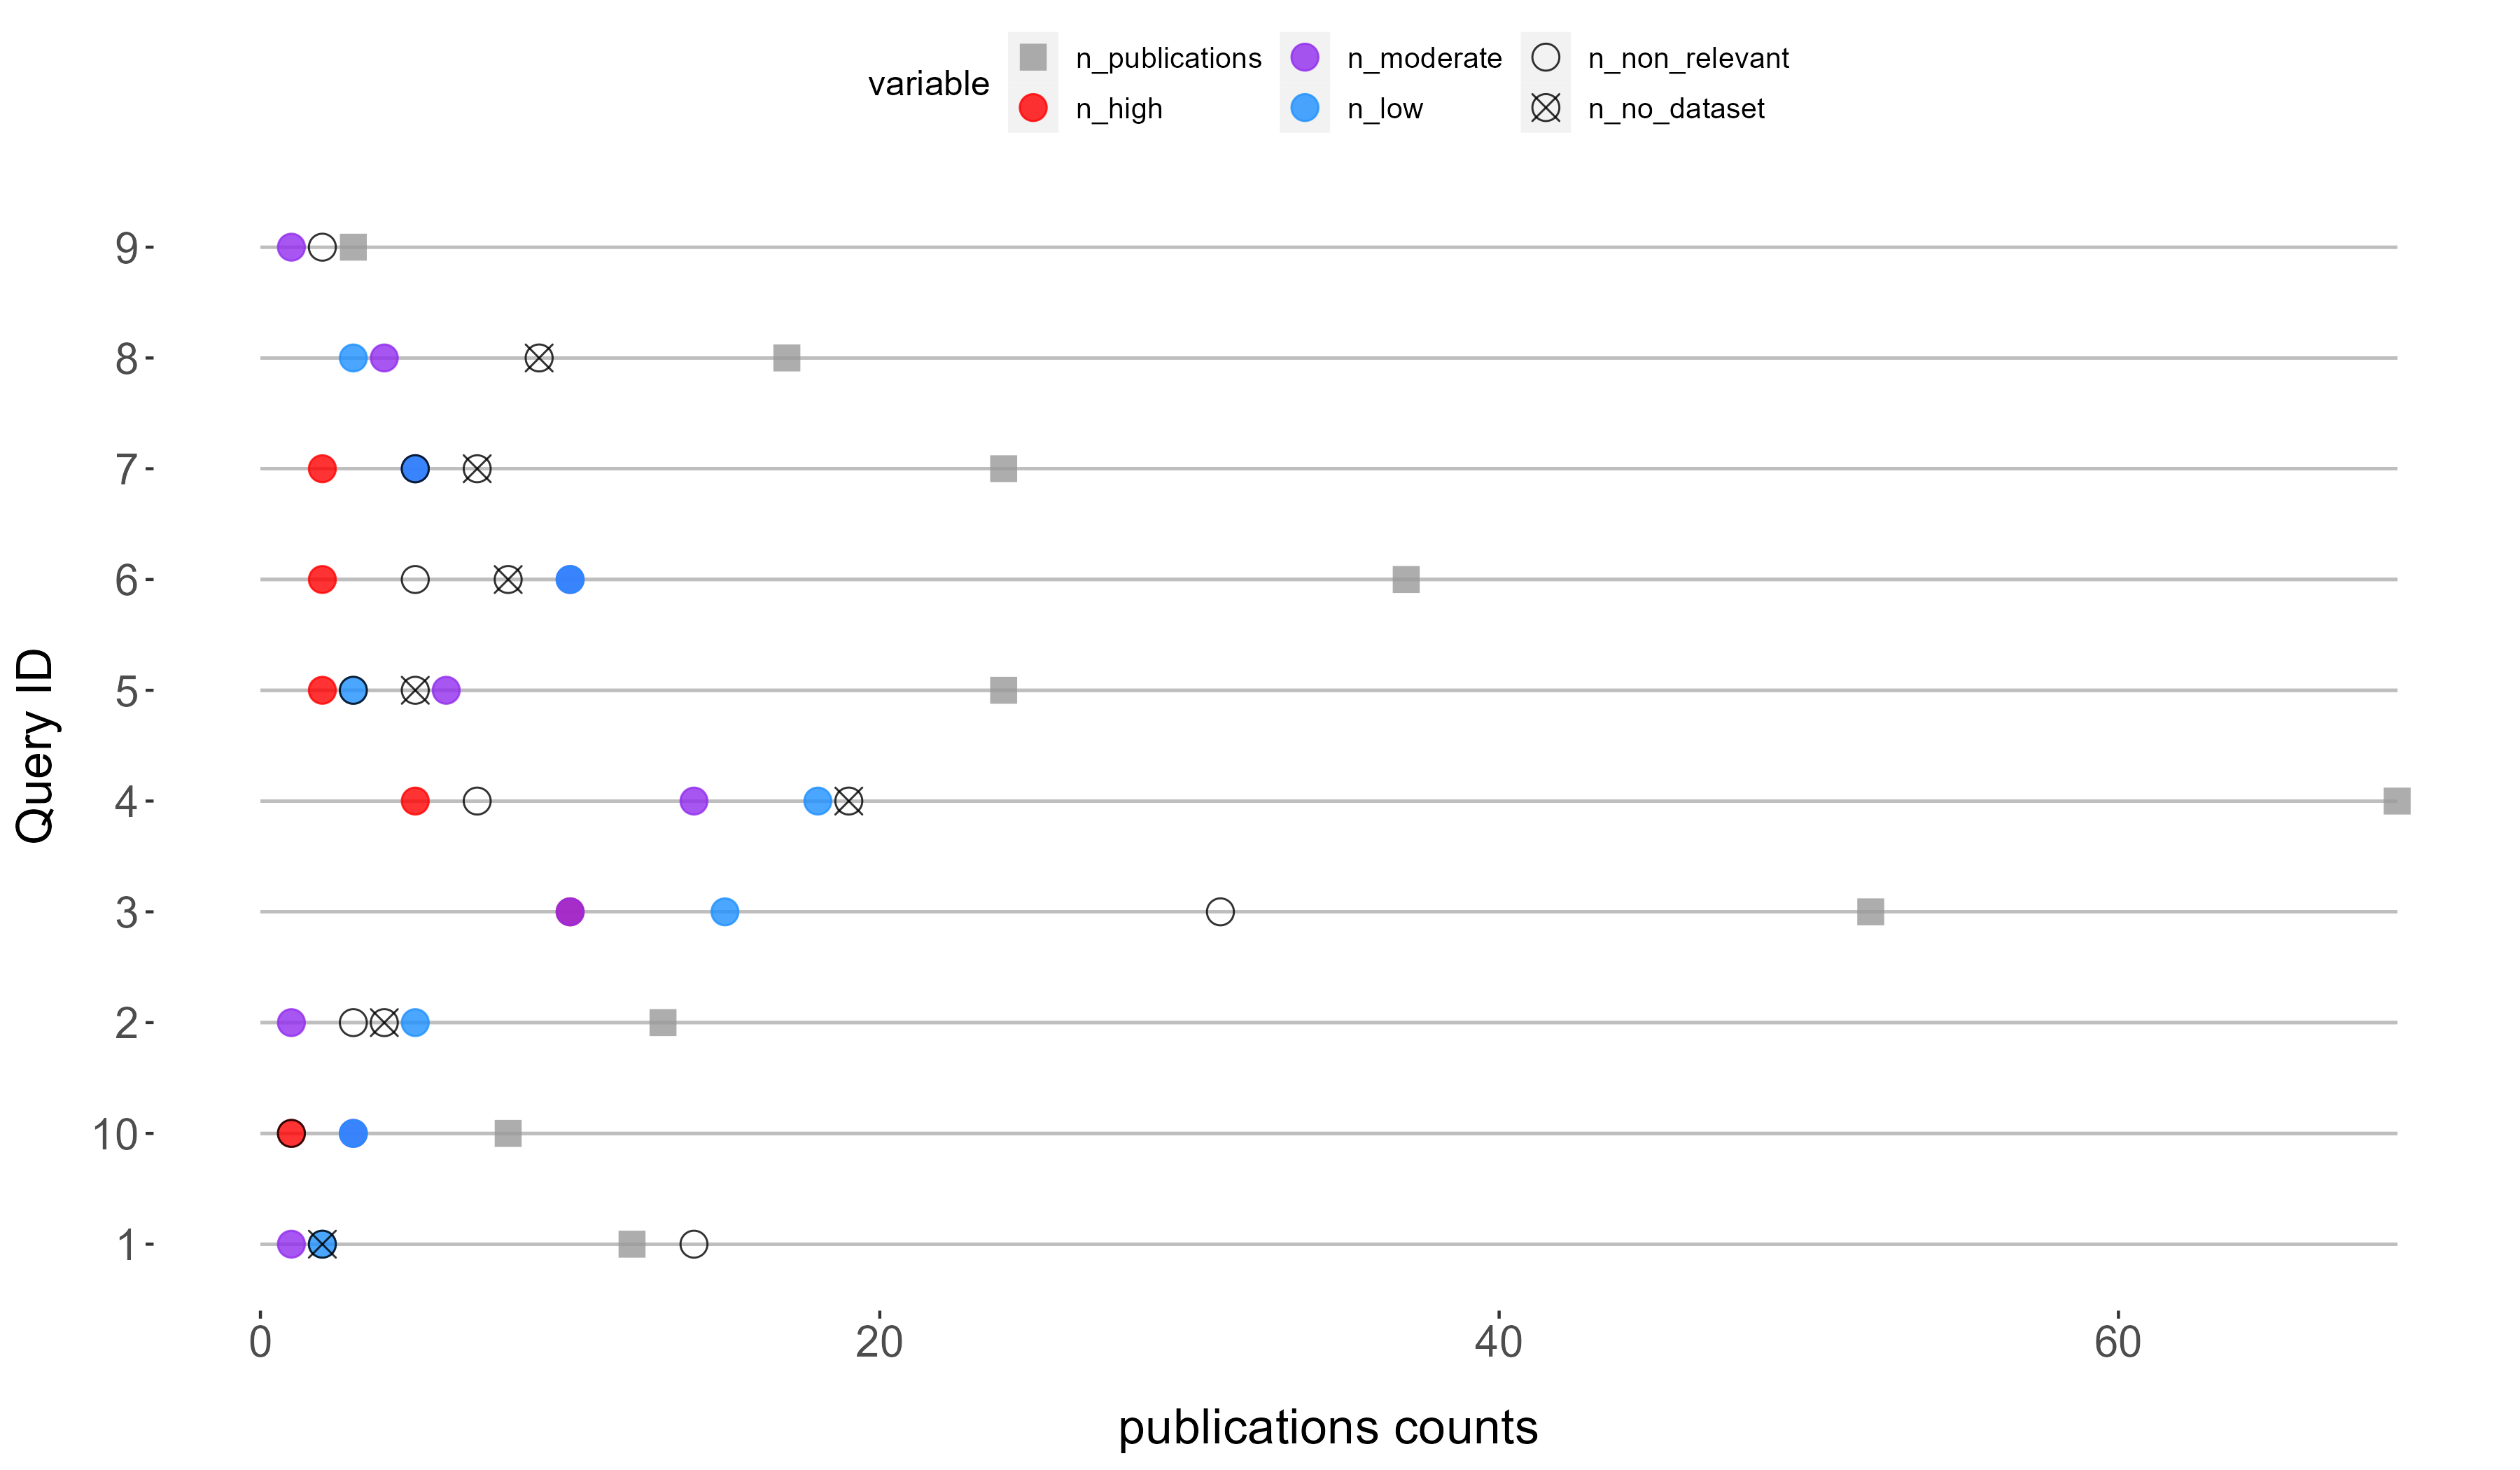 variable
n_publications n_moderate n_non_relevant
n_high n_low n_no_dataset
9
8
7
6
5
4
3
2
10
1
Query ID
0 20 40 60
publications counts